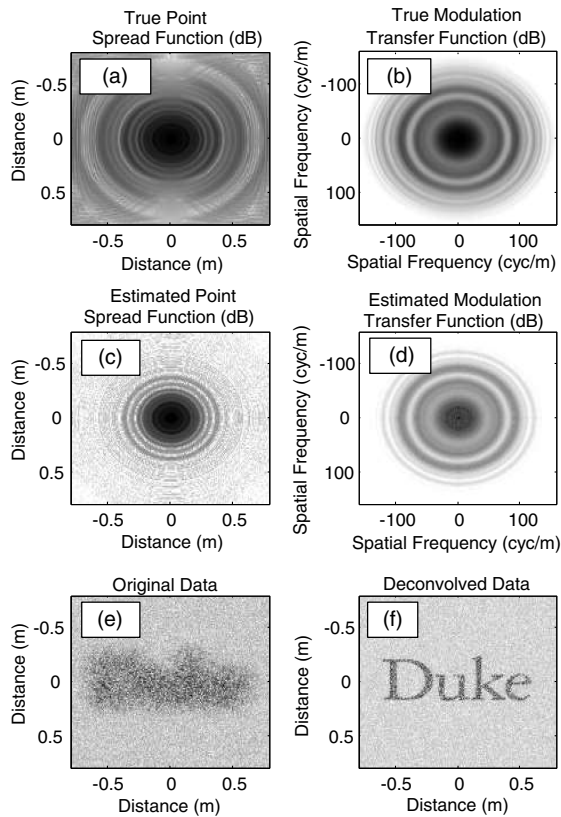 True Point
Spread Function (dB)
True Modulation
Transfer Function (dB)
(a)
(b)
Distance (m)
-0.5
0
0.5
-0.5
0
0.5
Distance (m)
Spatial Frequency (cyc/m)
-100
0
100
-100
0
100
Spatial Frequency (cyc/m)
Estimated Point
Spread Function (dB)
Estimated Modulation
Transfer Function (dB)
(c)
(d)
Distance (m)
-0.5
0
0.5
-0.5
0
0.5
Distance (m)
Spatial Frequency (cyc/m)
-100
0
100
-100
0
100
Spatial Frequency (cyc/m)
Original Data
Deconvolved Data
(e)
(f)
Distance (m)
-0.5
0
0.5
-0.5
0
0.5
Distance (m)
Distance (m)
-0.5
0
0.5
Duke
-0.5
0
0.5
Distance (m)